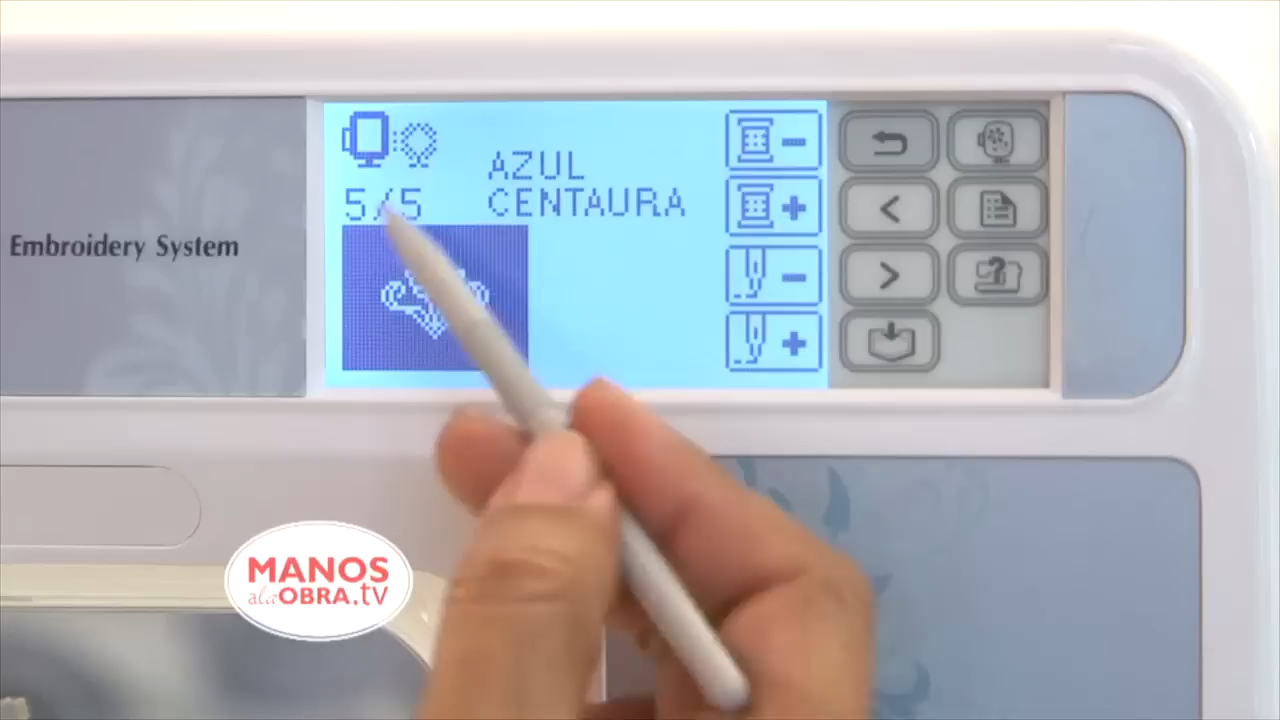 Embroidery System
AZUL
5/5 CENTAURA
MANOS
a la OBRA.tv